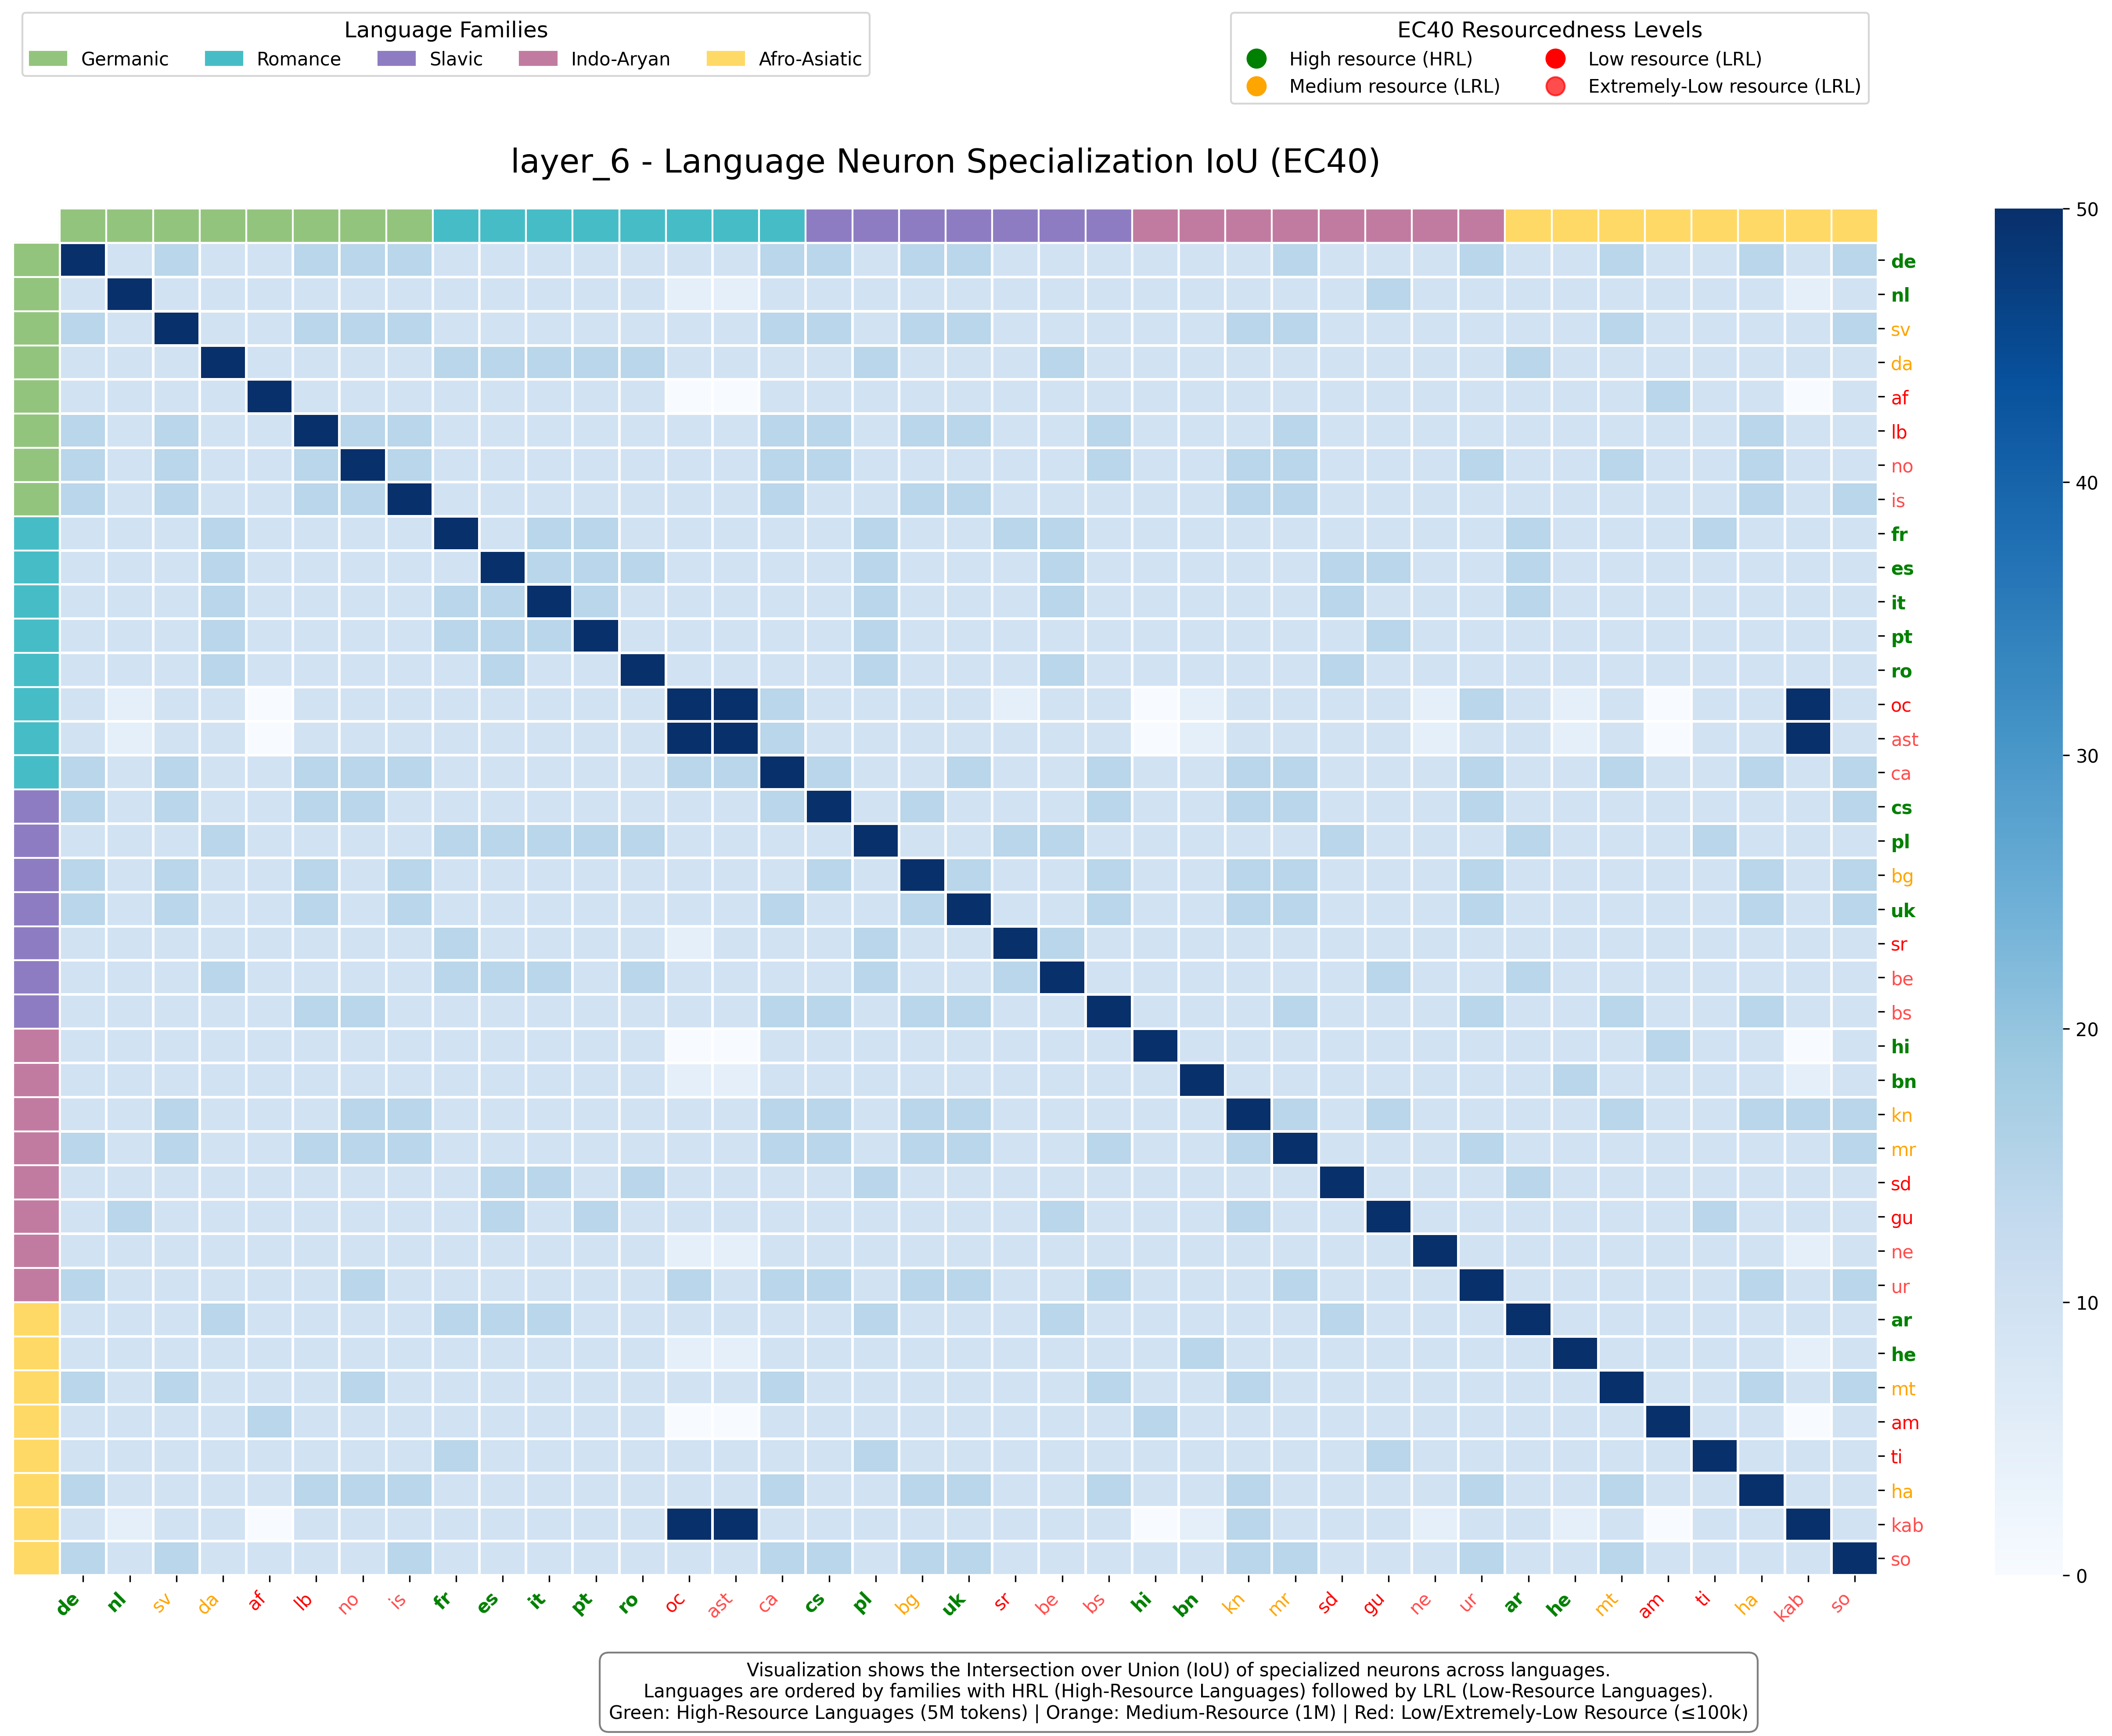 Language Families
Germanic Romance Slavic Indo-Aryan Afro-Asiatic
EC40 Resourcedness Levels
High resource (HRL) Low resource (LRL)
Medium resource (LRL) Extremely-Low resource (LRL)
layer_6 - Language Neuron Specialization IoU (EC40)
de
nl
sv
da
af
lb
no
is
fr
es
it
pt
ro
oc
ast
ca
cs
pl
bg
uk
sr
be
bs
hi
bn
kn
mr
sd
gu
ne
ur
ar
he
mt
am
ti
ha
kab
so
50
40
30
20
10
0
de nl sv da af lb no is fr es it pt ro oc ast ca cs pl bg uk sr be bs hi bn kn mr sd gu ne ur ar he mt am ti ha kab so
Visualization shows the Intersection over Union (IoU) of specialized neurons across languages.
Languages are ordered by families with HRL (High-Resource Languages) followed by LRL (Low-Resource Languages).
Green: High-Resource Languages (5M tokens) | Orange: Medium-Resource (1M) | Red: Low/Extremely-Low Resource (≤100k)